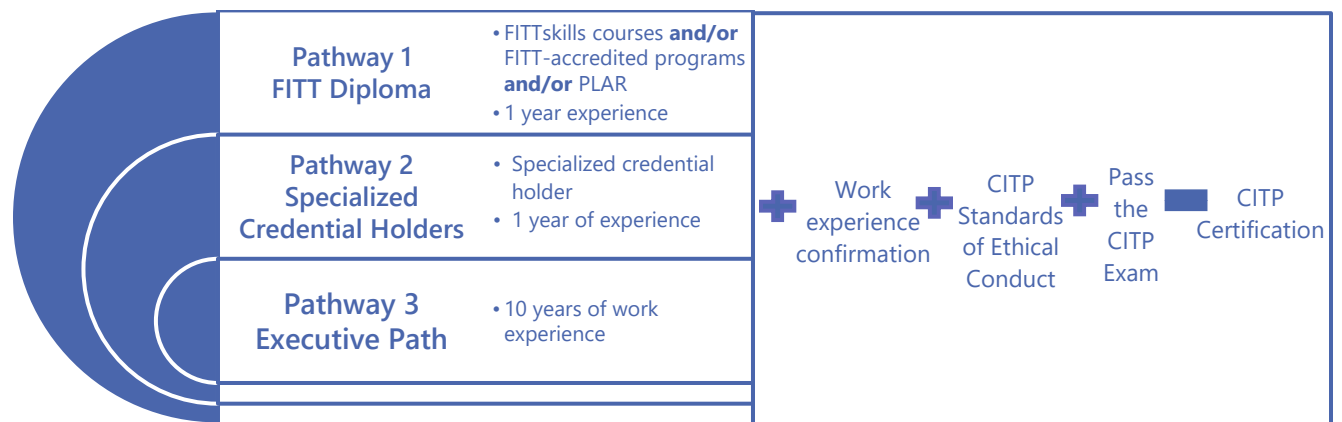 Pathway 1
FITT Diploma
• FITTskills courses and/or
FITT-accredited programs
and/or PLAR
• 1 year experience
Pathway 2
Specialized
Credential Holders
• Specialized credential
holder
• 1 year of experience
Pathway 3
Executive Path
• 10 years of work
experience
Work
experience
confirmation
CITP
Standards
of Ethical
Conduct
Pass
the
CITP
Exam
CITP
Certification